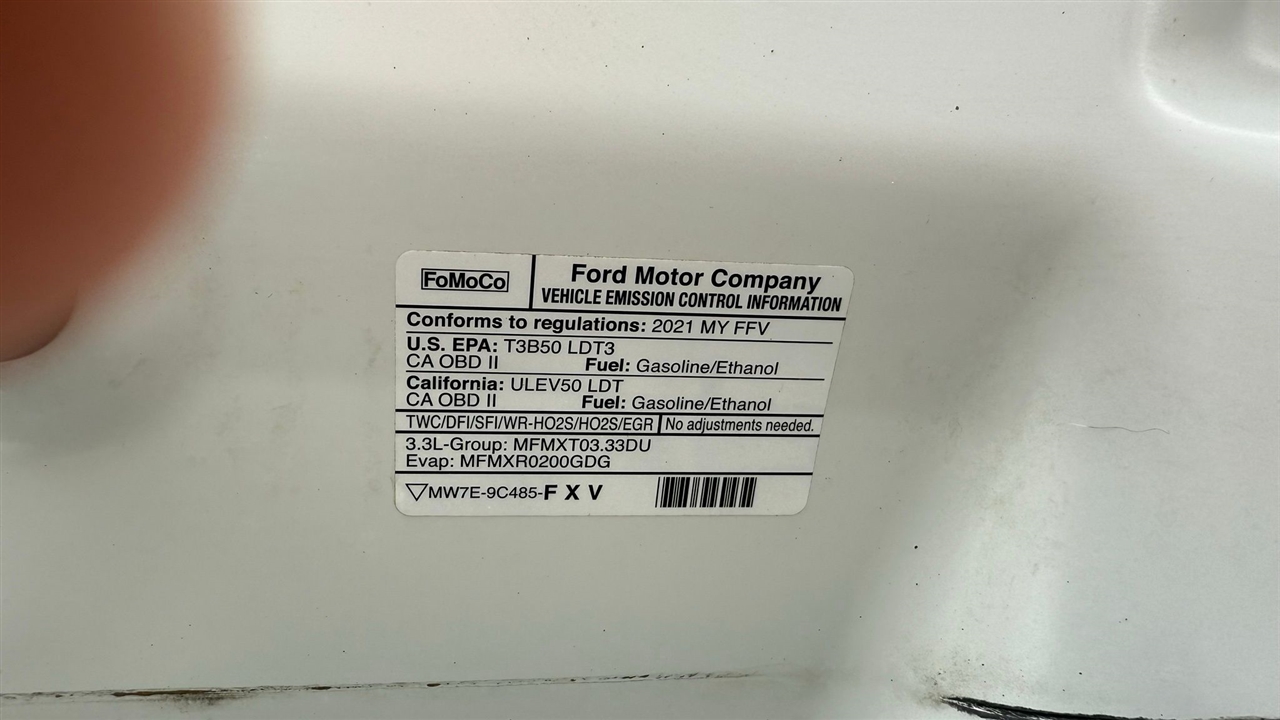 FoMoCo
Ford Motor Company
VEHICLE EMISSION CONTROL INFORMATION
Conforms to regulations: 2021 MY FFV
U.S. EPA: T3B50 LDT3
CA OBD II Fuel: Gasoline/Ethanol
California: ULEV50 LDT
CA OBD II Fuel: Gasoline/Ethanol
TWC/DFI/SFI/WR-HO2S/HO2S/EGR No adjustments needed.
3.3L-Group: MFMXT03.33DU
Evap: MFMXR0200GDG
MW7E-9C485-F X V